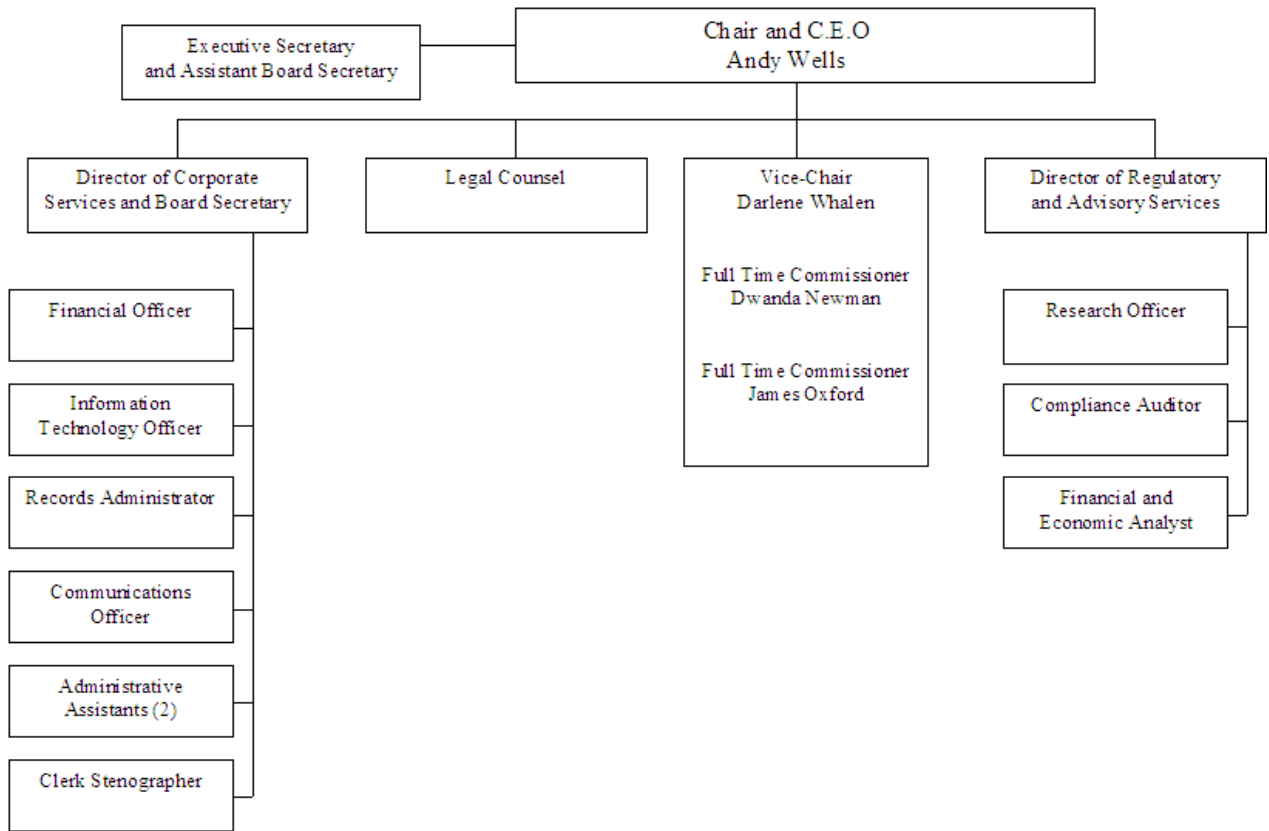 Chair and C.E.O
Andy Wells
Executive Secretary
and Assistant Board Secretary
Director of Corporate
Services and Board Secretary
Legal Counsel
Vice-Chair
Darlene Whalen
Full Time Commissioner
Dwanda Newman
Full Time Commissioner
James Oxford
Director of Regulatory
and Advisory Services
Financial Officer
Information
Technology Officer
Records Administrator
Communications
Officer
Administrative
Assistants (2)
Clerk Stenographer
Research Officer
Compliance Auditor
Financial and
Economic Analyst